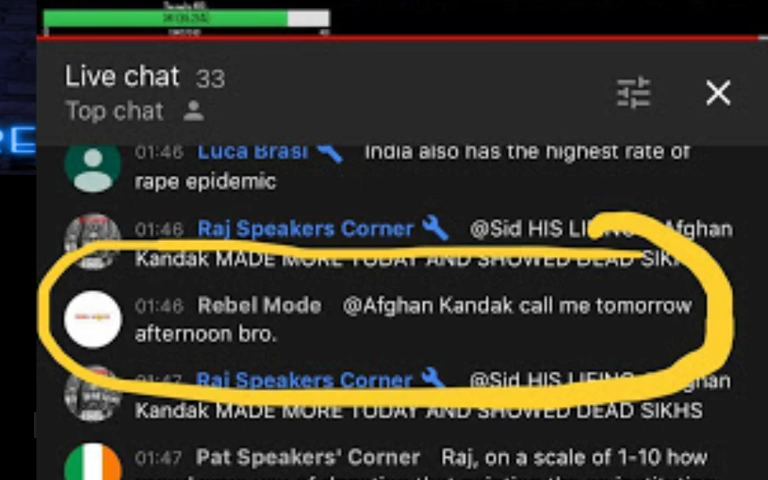 Live chat 33
Top chat
01:46 Luca Brasi India also has the highest rate of
rape epidemic
01:46 Raj Speakers Corner @Sid HIS Afghan
Kandak MADE MORE TODAY AND SHOWED DEAD SIKHS
01:46 Rebel Mode @Afghan Kandak call me tomorrow
afternoon bro.
01:47 Raj Speakers Corner @Sid HIS
Kandak MADE MORE TODAY AND SHOWED DEAD SIKHS
01:47 Pat Speakers' Corner Raj, on a scale of 1-10 how